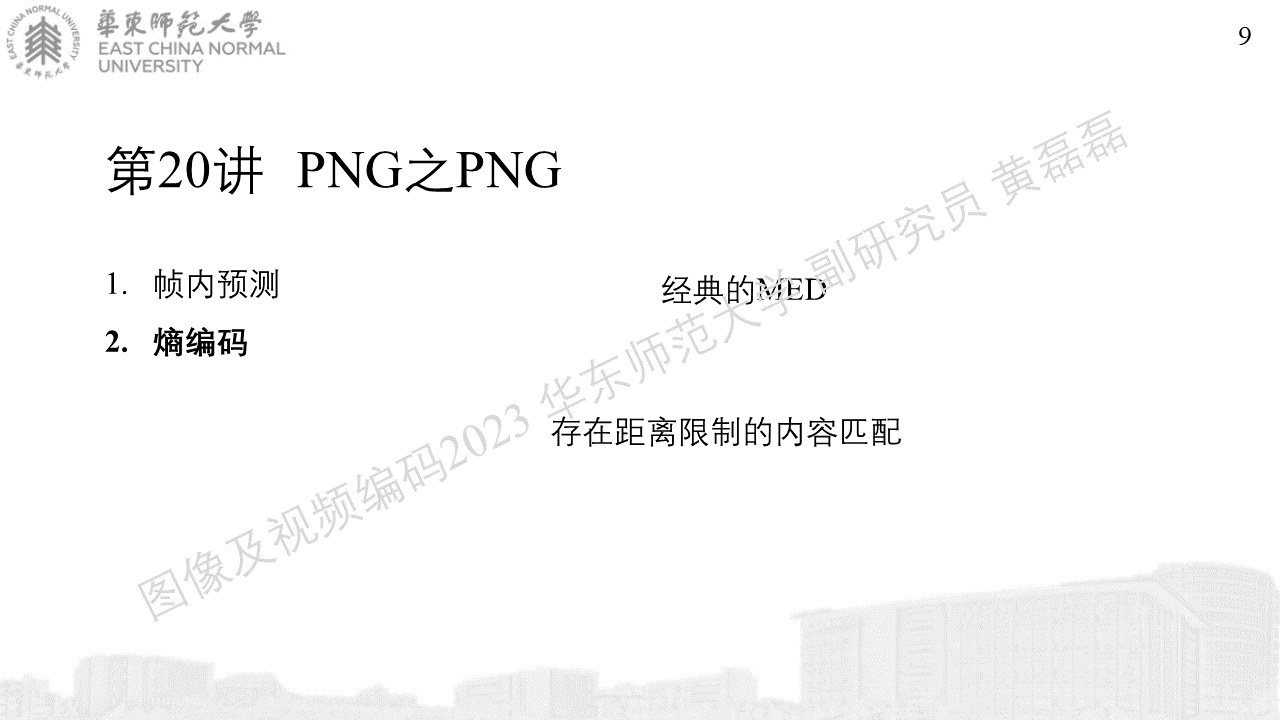 華東師范大學
EAST CHINA NORMAL
UNIVERSITY
EAST CHINA NORMAL UNIVERSITY
華東师范大学
9
第20讲 PNG之PNG
1. 帧内预测
经典的MED
2. 熵编码
存在距离限制的内容匹配
图像及视频编码2023 华东师范大学 副研究员 黄磊磊